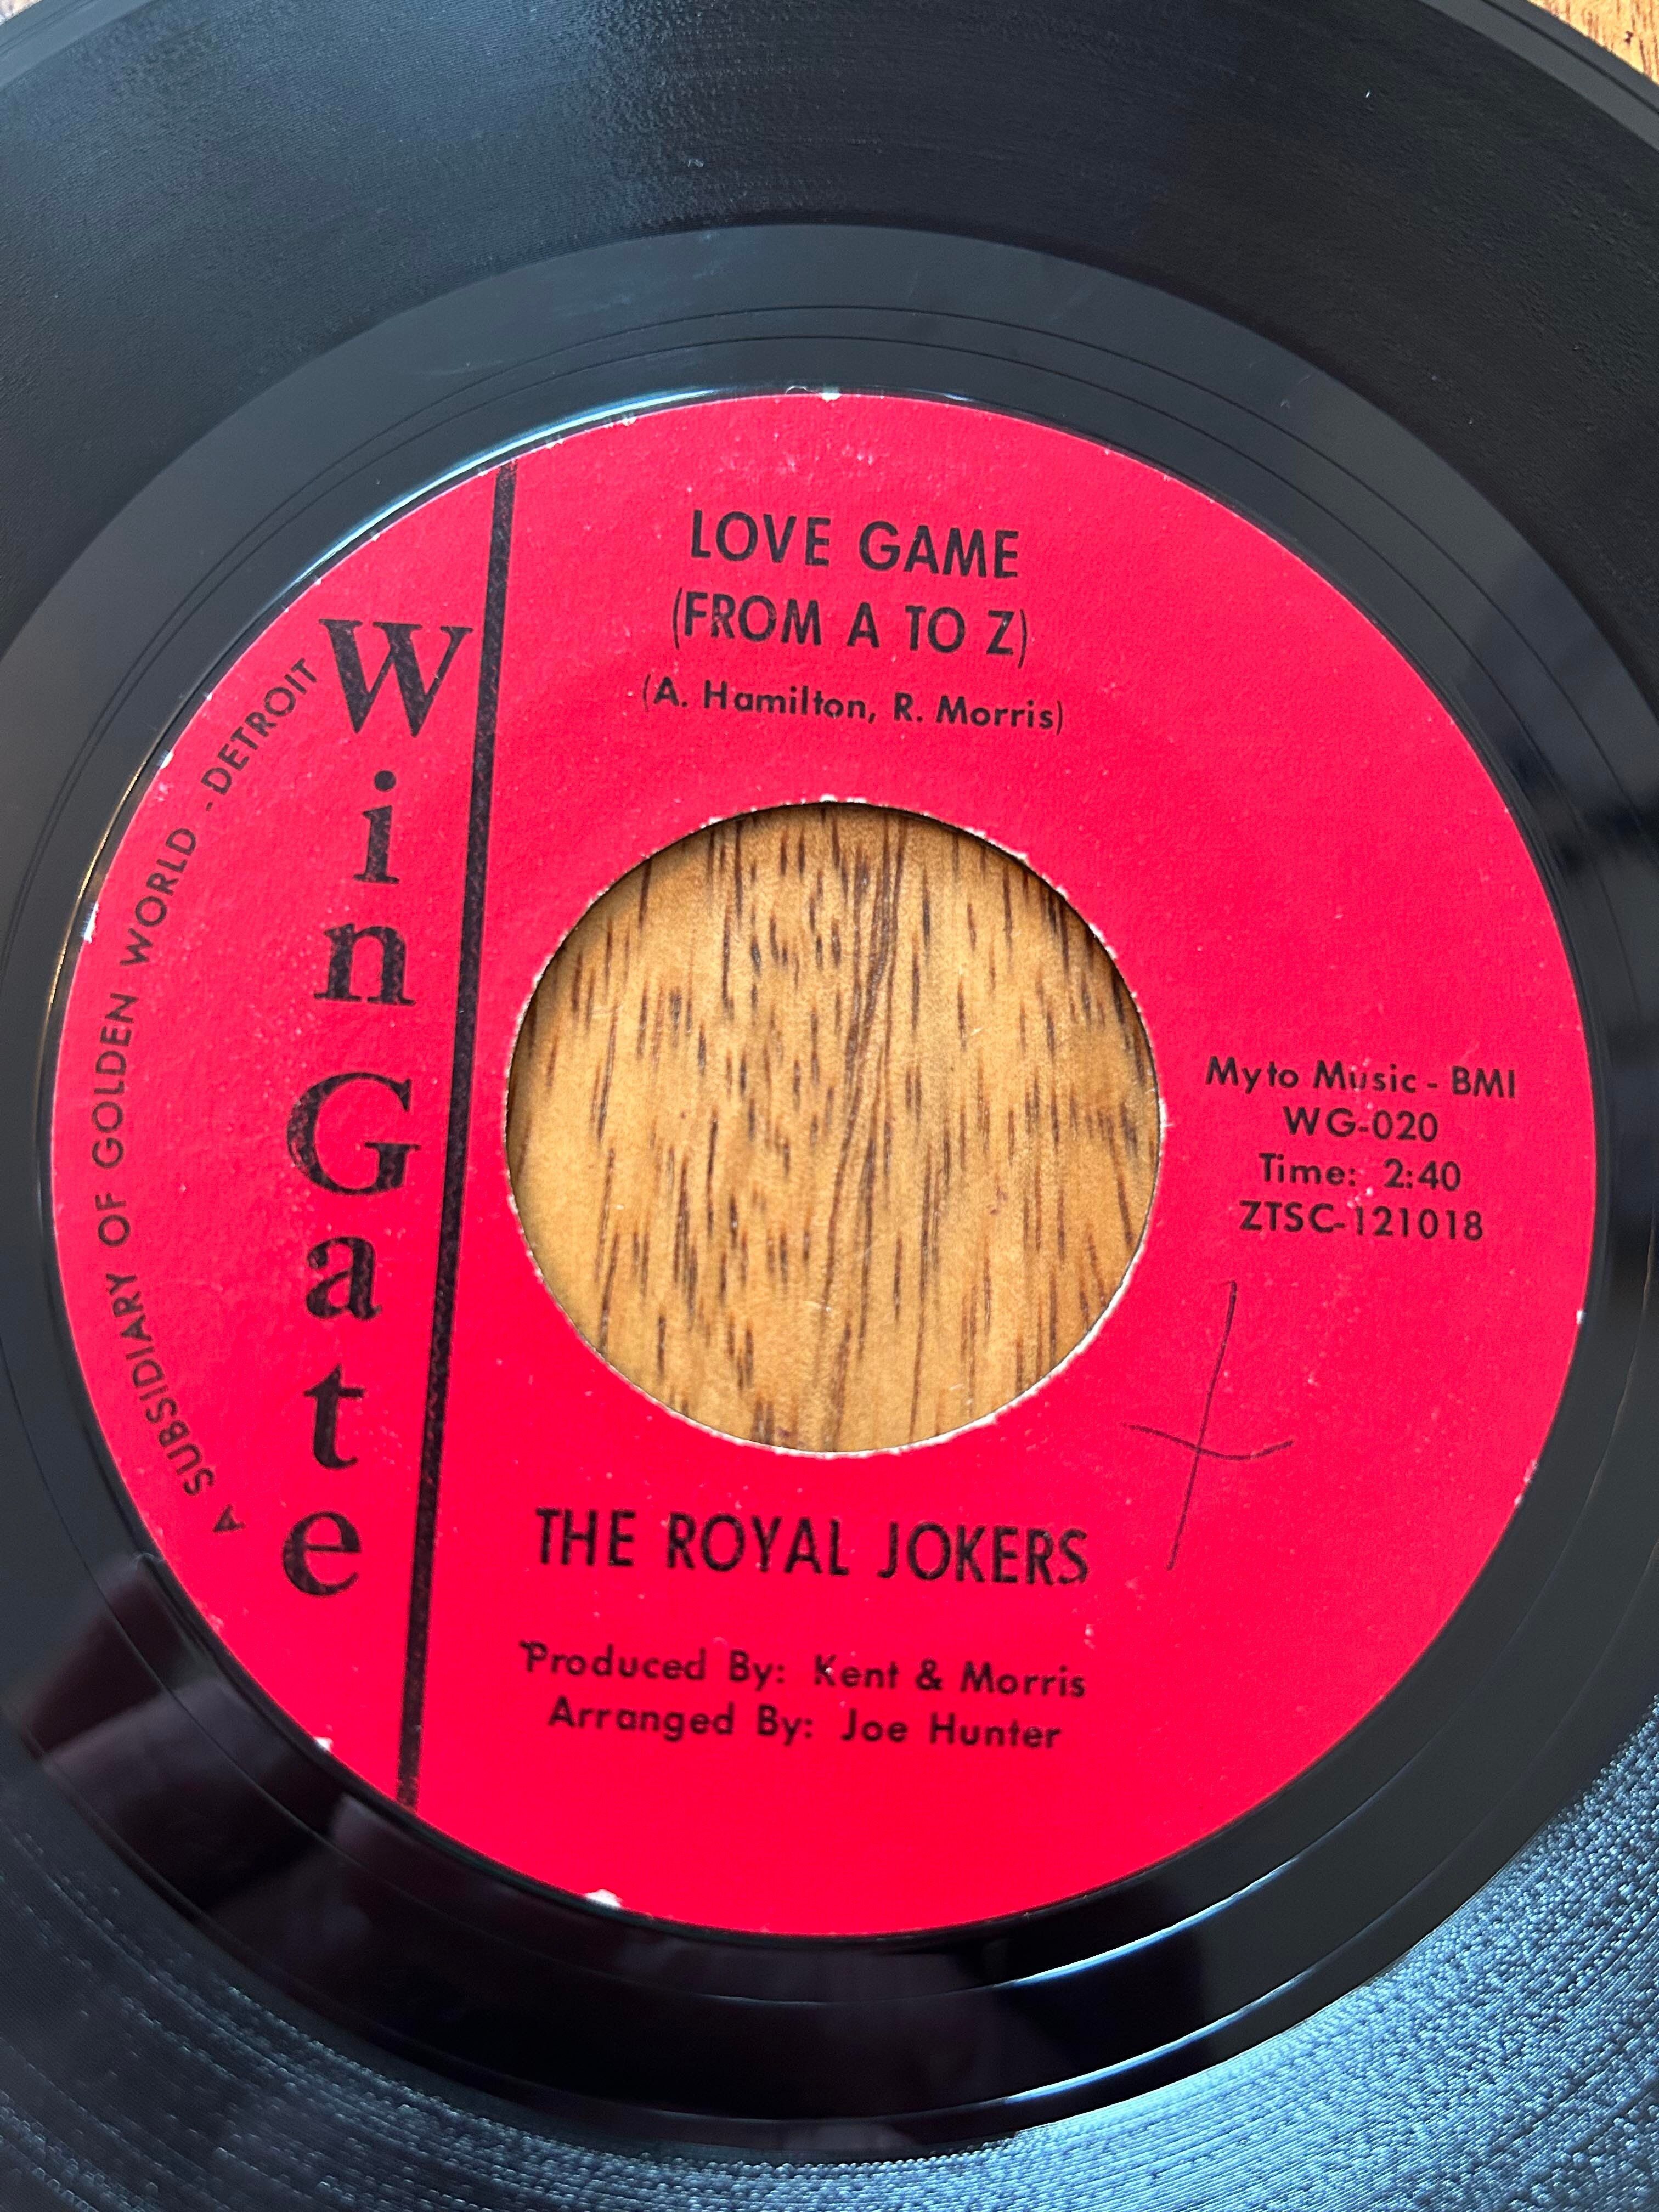 LOVE GAME
(FROM A TO Z)
(A. Hamilton, R. Morris)
WinGate
A SUBSIDIARY OF GOLDEN WORLD - DETROIT
Myto Music - BMI
WG-020
Time: 2:40
ZTSC-121018
THE ROYAL JOKERS
Produced By: Kent & Morris
Arranged By: Joe Hunter